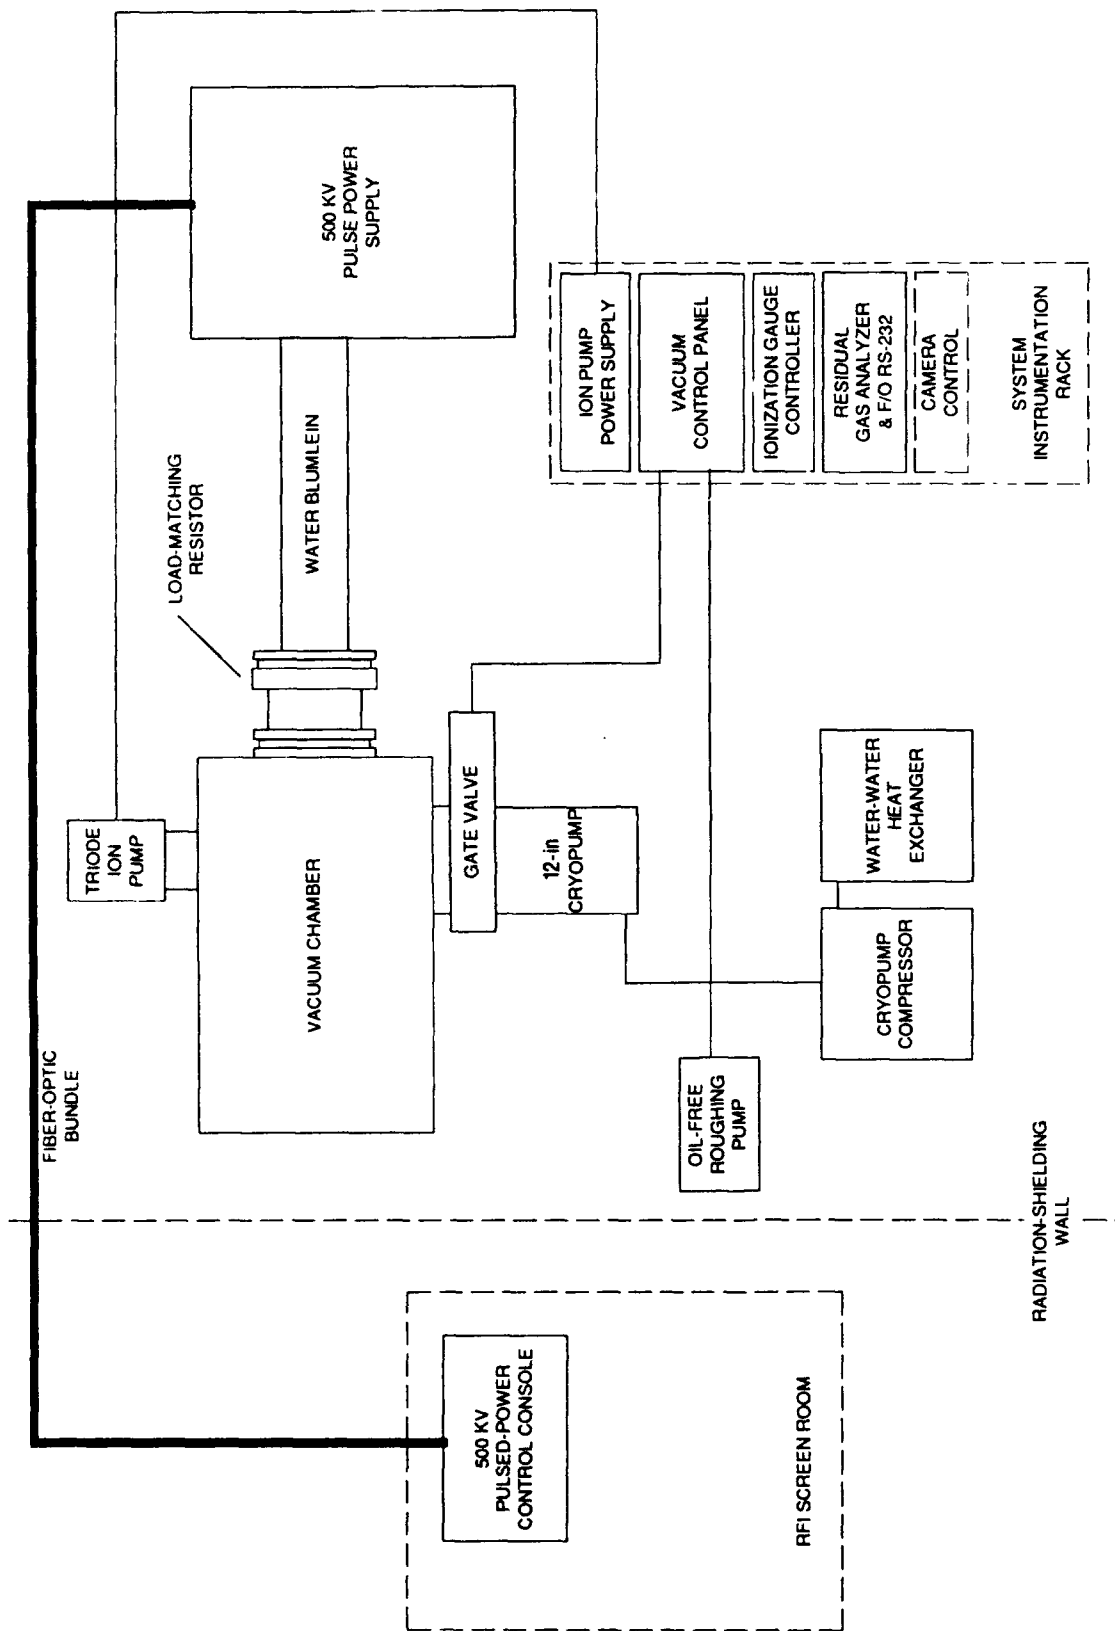 FIBER-OPTIC
BUNDLE
TRIODE
ION
PUMP
LOAD-MATCHING
RESISTOR
500 KV
PULSE POWER
SUPPLY
VACUUM CHAMBER
WATER BLUMLEIN
GATE VALVE
12-in
CRYOPUMP
500 KV
PULSED-POWER
CONTROL CONSOLE
RFI SCREEN ROOM
OIL-FREE
ROUGHING
PUMP
CRYOPUMP
COMPRESSOR
WATER-WATER
HEAT
EXCHANGER
ION PUMP
POWER SUPPLY
VACUUM
CONTROL PANEL
IONIZATION GAUGE
CONTROLLER
RESIDUAL
GAS ANALYZER
& F/O RS-232
CAMERA
CONTROL
SYSTEM
INSTRUMENTATION
RACK
RADIATION-SHIELDING
WALL